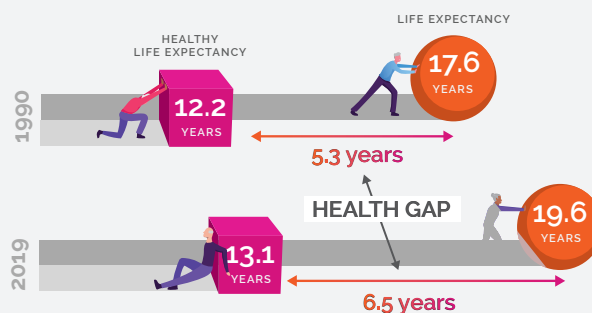 HEALTHY
LIFE EXPECTANCY
LIFE EXPECTANCY
1990
12.2
YEARS
17.6
YEARS
5.3 years
HEALTH GAP
2019
13.1
YEARS
19.6
YEARS
6.5 years